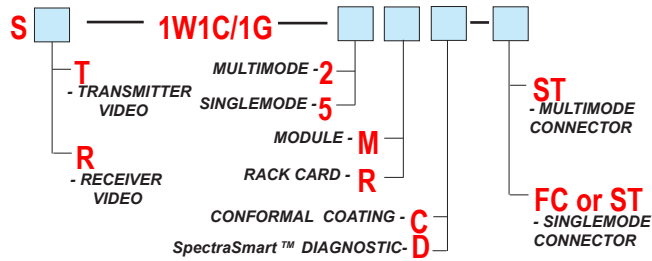 S 1W1C/1G
T
- TRANSMITTER
VIDEO
R
- RECEIVER
VIDEO
MULTIMODE - 2
SINGLEMODE - 5
MODULE - M
RACK CARD - R
CONFORMAL COATING - C
SpectraSmart ™ DIAGNOSTIC- D
ST
- MULTIMODE
CONNECTOR
FC or ST
- SINGLEMODE
CONNECTOR